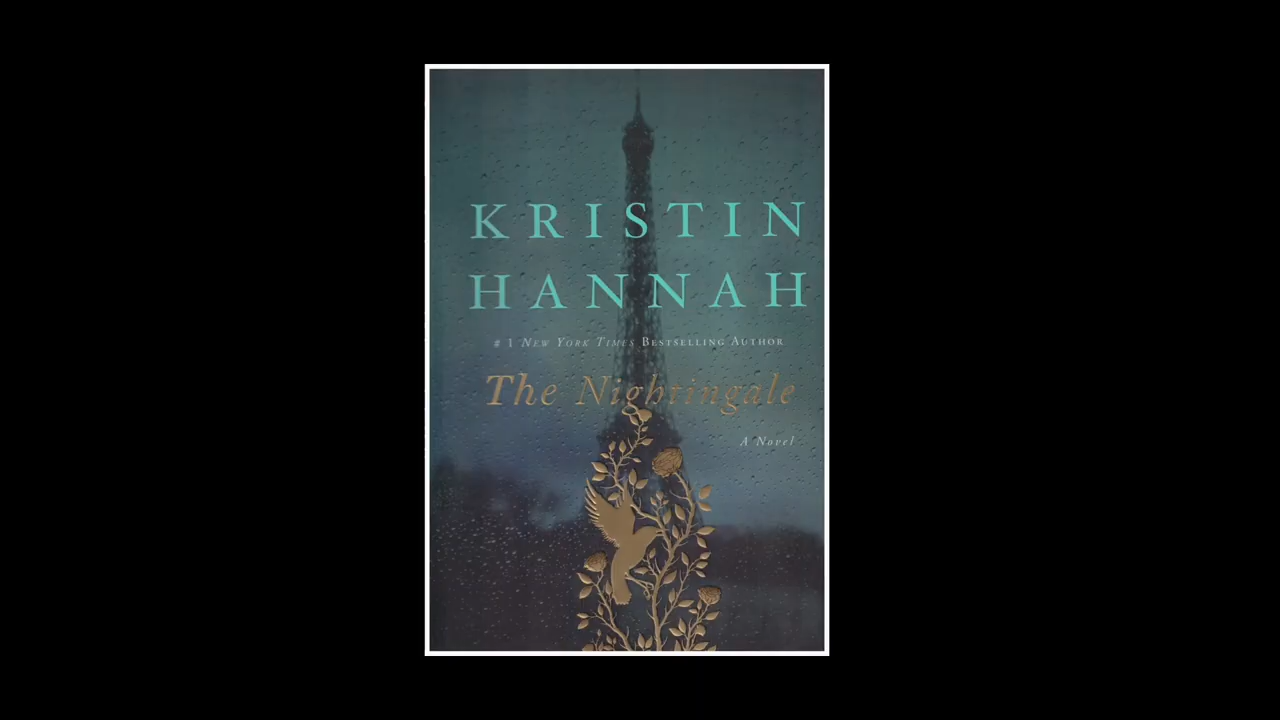 KRISTIN
HANNAH
#1 New York Times Bestselling Author
The Nightingale
A Novel